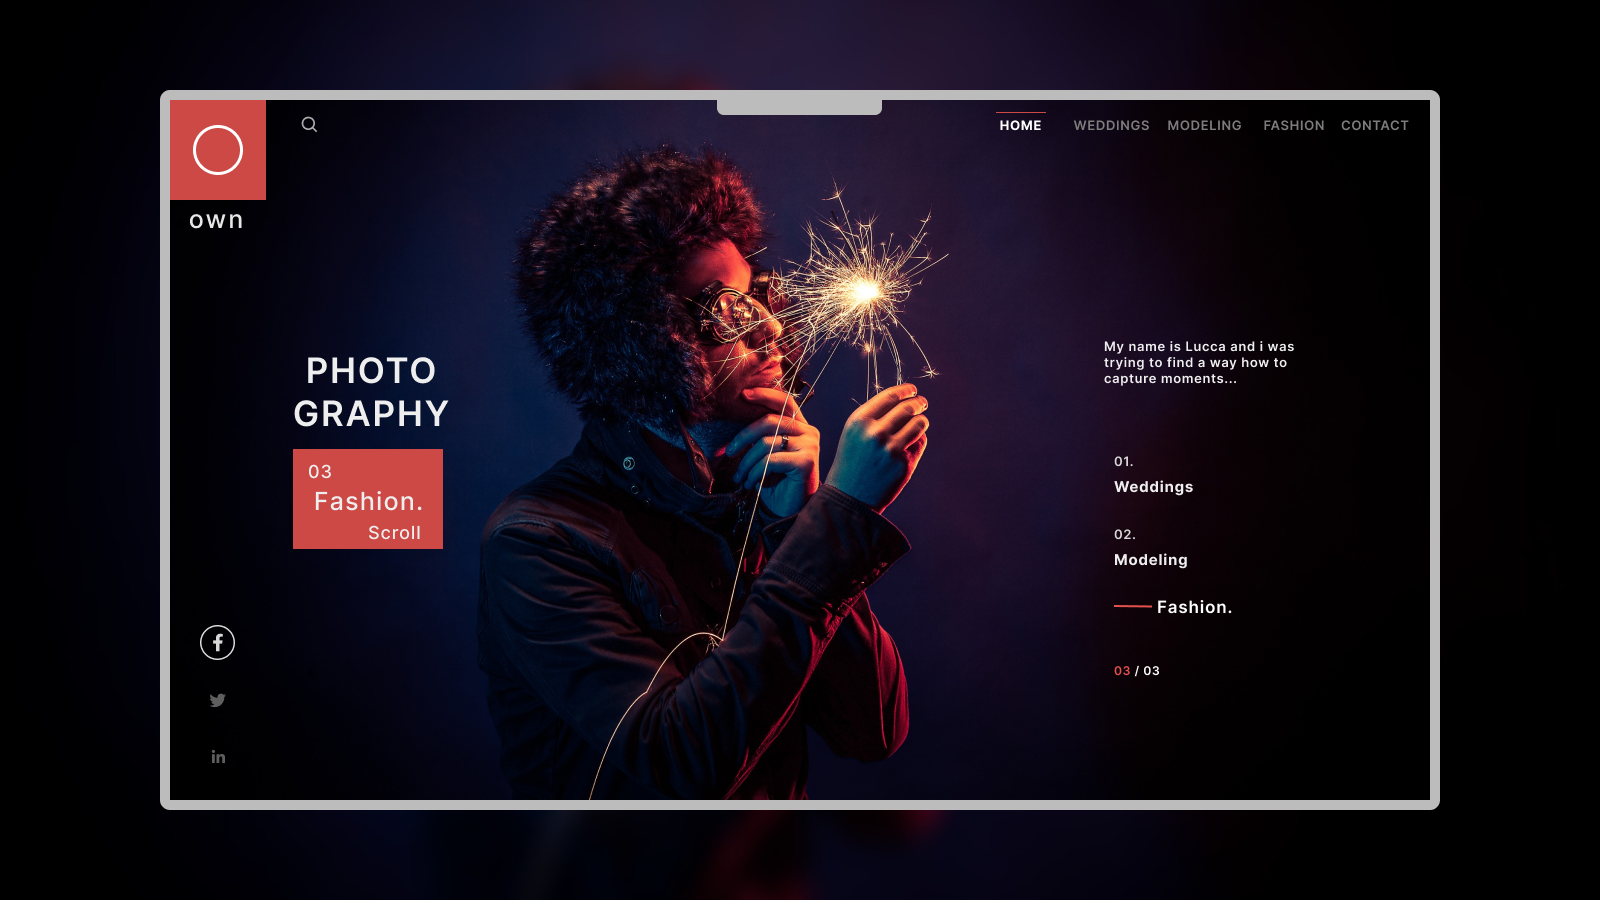 HOME WEDDINGS MODELING FASHION CONTACT
own
PHOTO
GRAPHY
03
Fashion.
Scroll
My name is Lucca and i was
trying to find a way how to
capture moments...
01.
Weddings
02.
Modeling
Fashion.
03 / 03